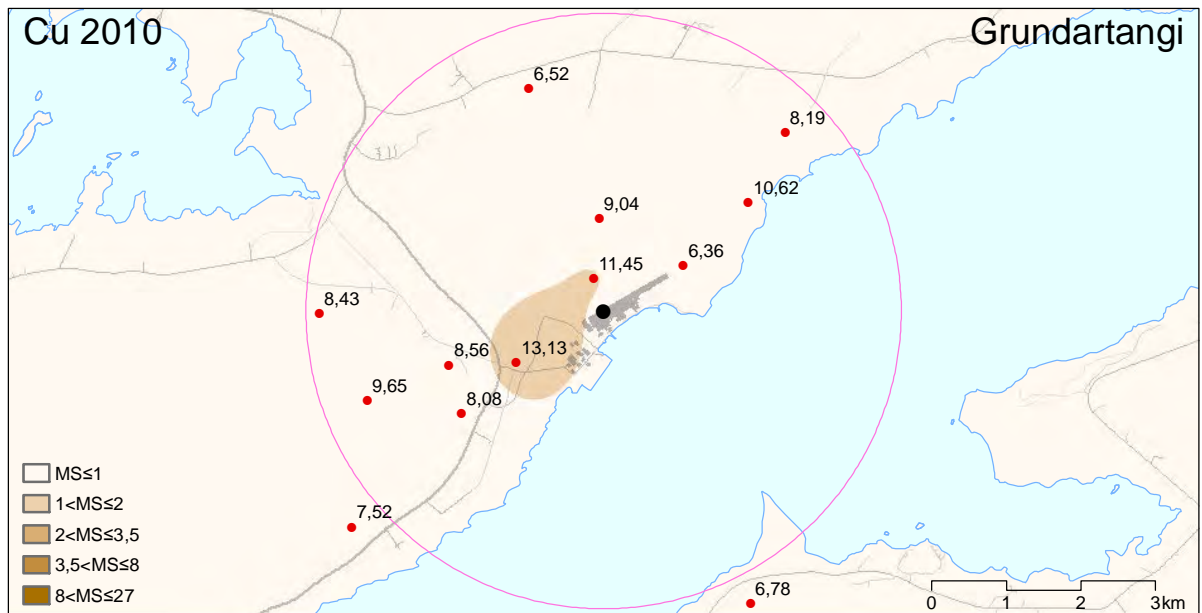 Cu 2010
Grundartangi
6,52
8,19
10,62
9,04
6,36
11,45
8,43
8,56
13,13
9,65
8,08
7,52
6,78
MS≤1
1<MS≤2
2<MS≤3,5
3,5<MS≤8
8<MS≤27
0 1 2 3 km